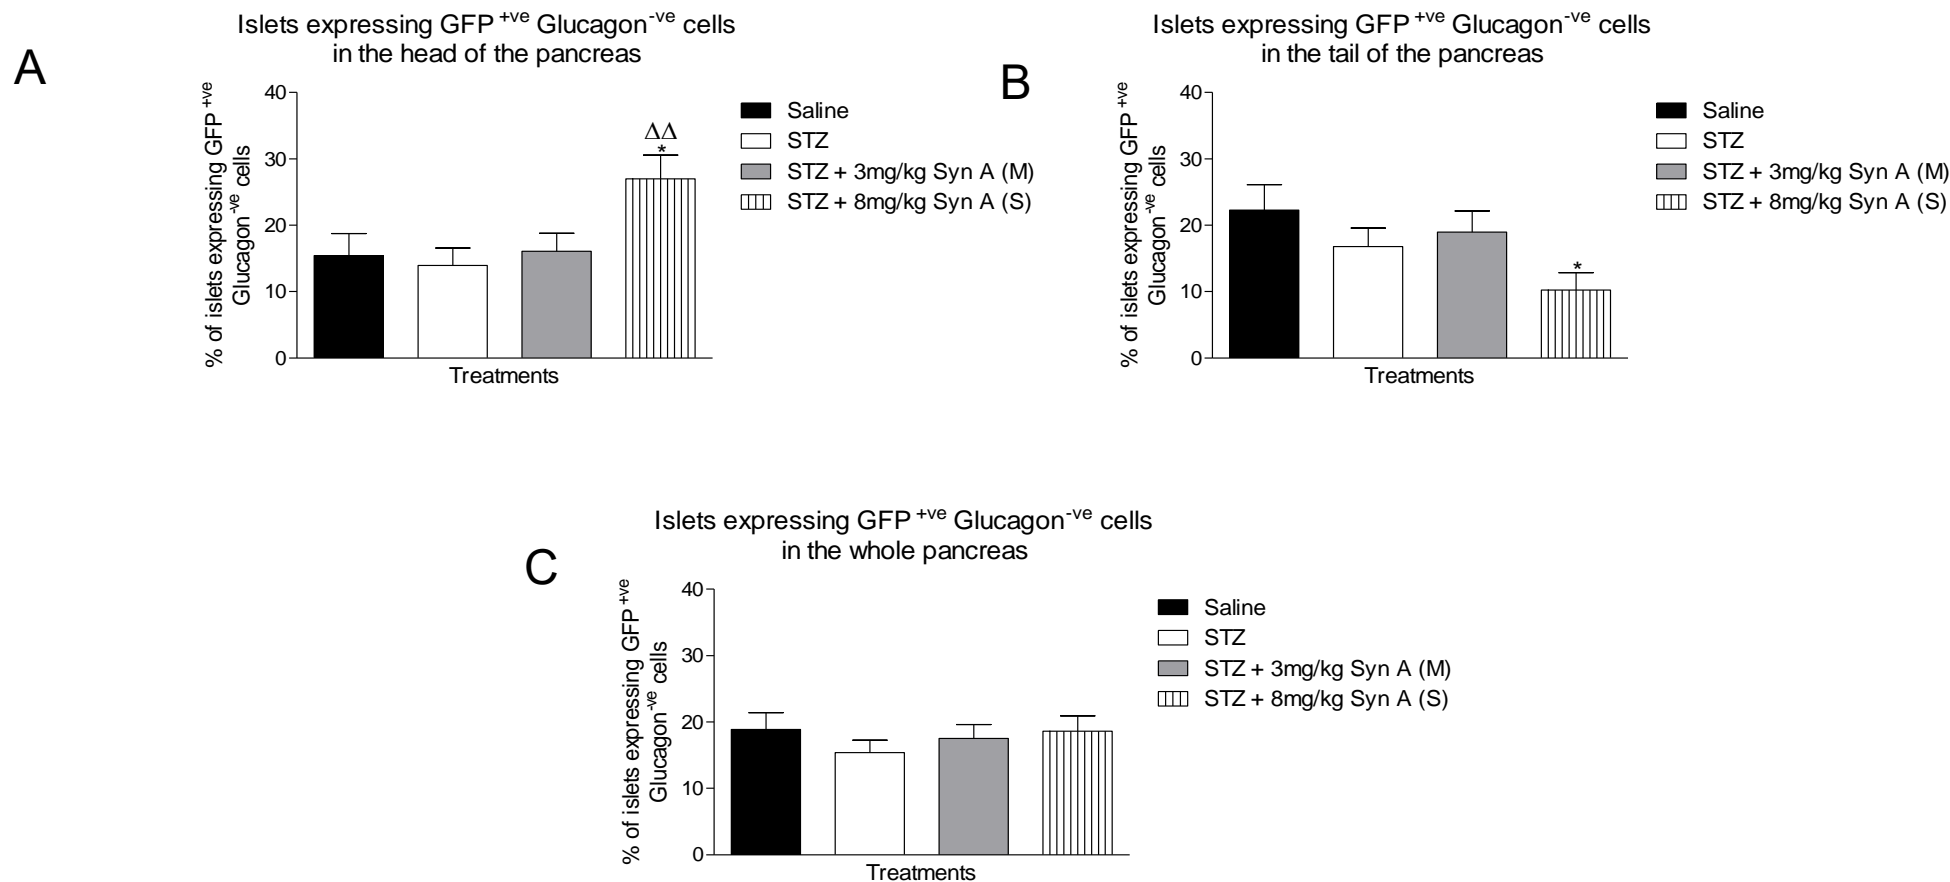 A
Islets expressing GFP +ve Glucagon-ve cells
in the head of the pancreas
% of islets expressing GFP +ve
Glucagon-ve cells
40
30
20
10
0
ΔΔ
*
Treatments
Saline
STZ
STZ + 3mg/kg Syn A (M)
STZ + 8mg/kg Syn A (S)
B
Islets expressing GFP +ve Glucagon-ve cells
in the tail of the pancreas
% of islets expressing GFP +ve
Glucagon-ve cells
40
30
20
10
0
*
Treatments
Saline
STZ
STZ + 3mg/kg Syn A (M)
STZ + 8mg/kg Syn A (S)
C
Islets expressing GFP +ve Glucagon-ve cells
in the whole pancreas
% of islets expressing GFP +ve
Glucagon-ve cells
40
30
20
10
0
Treatments
Saline
STZ
STZ + 3mg/kg Syn A (M)
STZ + 8mg/kg Syn A (S)